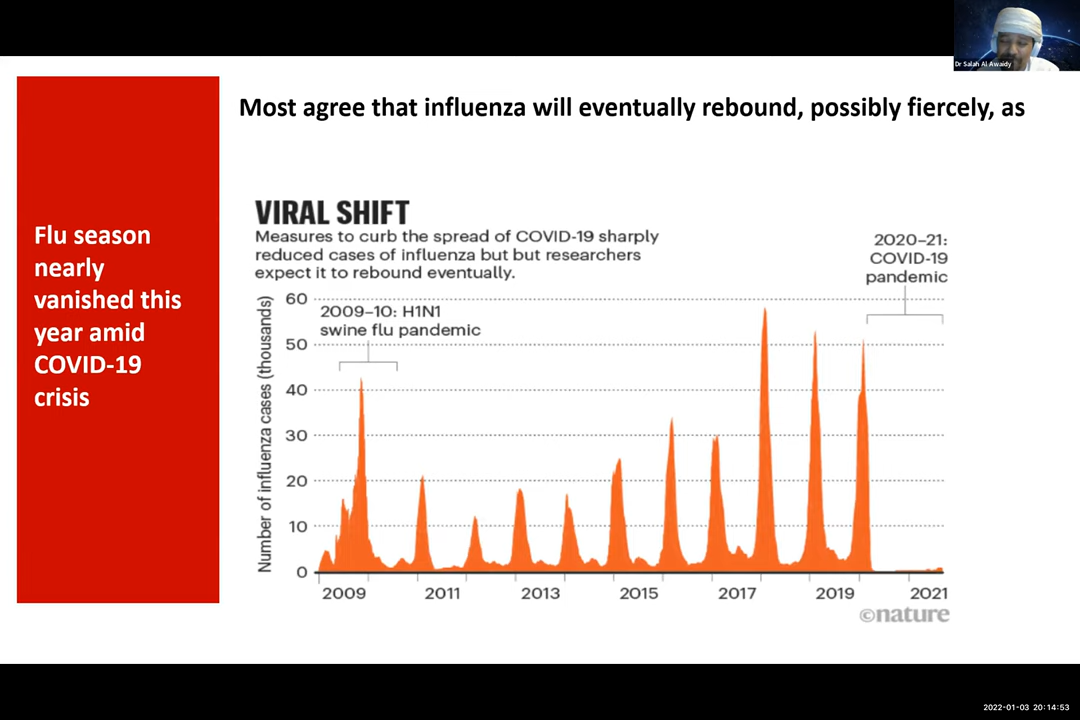 Dr Salah Al Awaidy
Most agree that influenza will eventually rebound, possibly fiercely, as
Flu season
nearly
vanished this
year amid
COVID-19
crisis
VIRAL SHIFT
Measures to curb the spread of COVID-19 sharply
reduced cases of influenza but but researchers
expect it to rebound eventually.
2020–21:
COVID-19
pandemic
2009–10: H1N1
swine flu pandemic
Number of influenza cases (thousands)
60
50
40
30
20
10
0
2009 2011 2013 2015 2017 2019 2021
©nature
2022-01-03 20:14:53